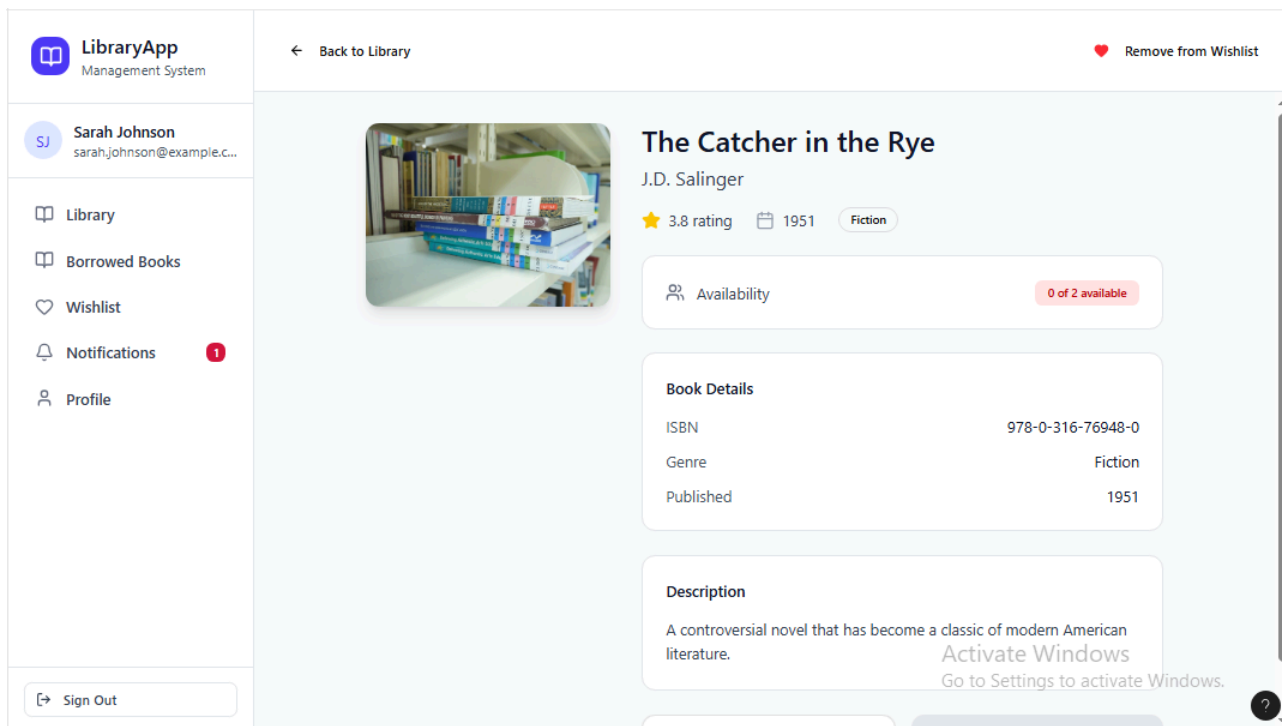 LibraryApp
Management System
Back to Library
Remove from Wishlist
SJ
Sarah Johnson
sarah.johnson@example.c...
Library
Borrowed Books
Wishlist
Notifications
1
Profile
Sign Out
The Catcher in the Rye
J.D. Salinger
3.8 rating
1951
Fiction
Availability
0 of 2 available
Book Details
ISBN
978-0-316-76948-0
Genre
Fiction
Published
1951
Description
A controversial novel that has become a classic of modern American
literature.
Activate Windows
Go to Settings to activate Windows.
?